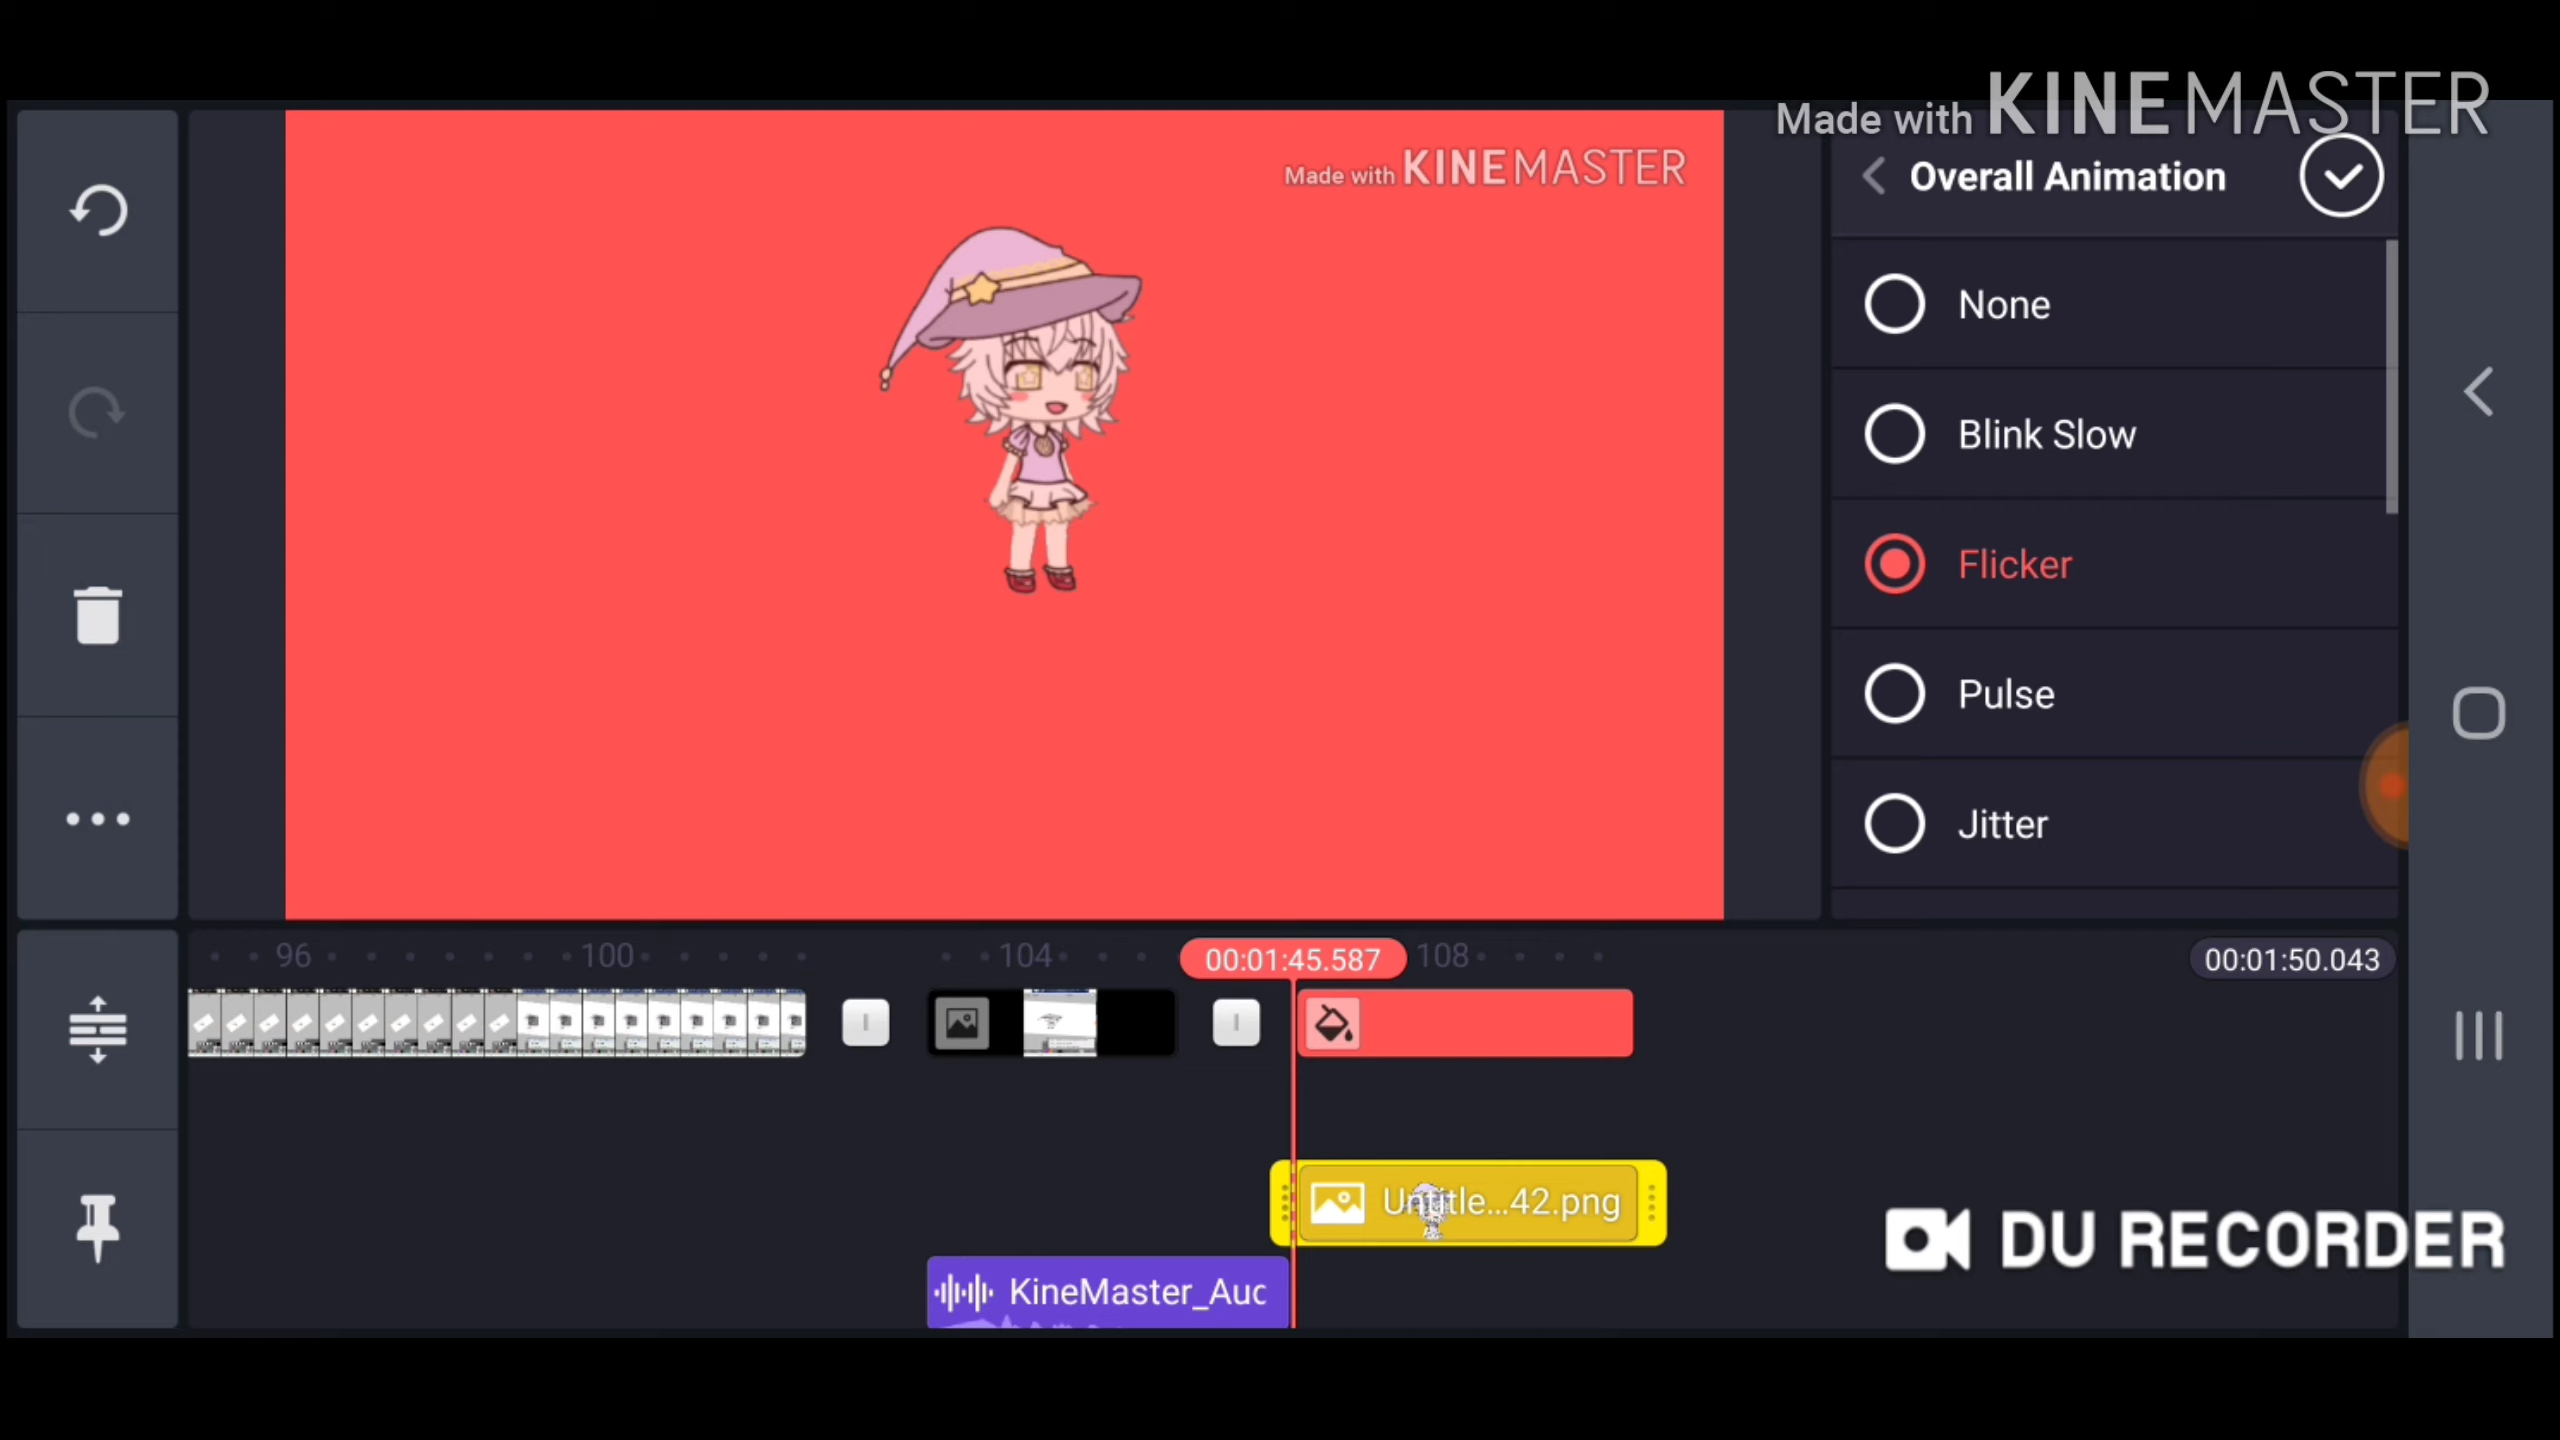 Made with KINEMASTER
Made with KINEMASTER
Overall Animation
None
Blink Slow
Flicker
Pulse
Jitter
96
100
104
00:01:45.587
108
00:01:50.043
Untitle...42.png
DU RECORDER
KineMaster_Auc